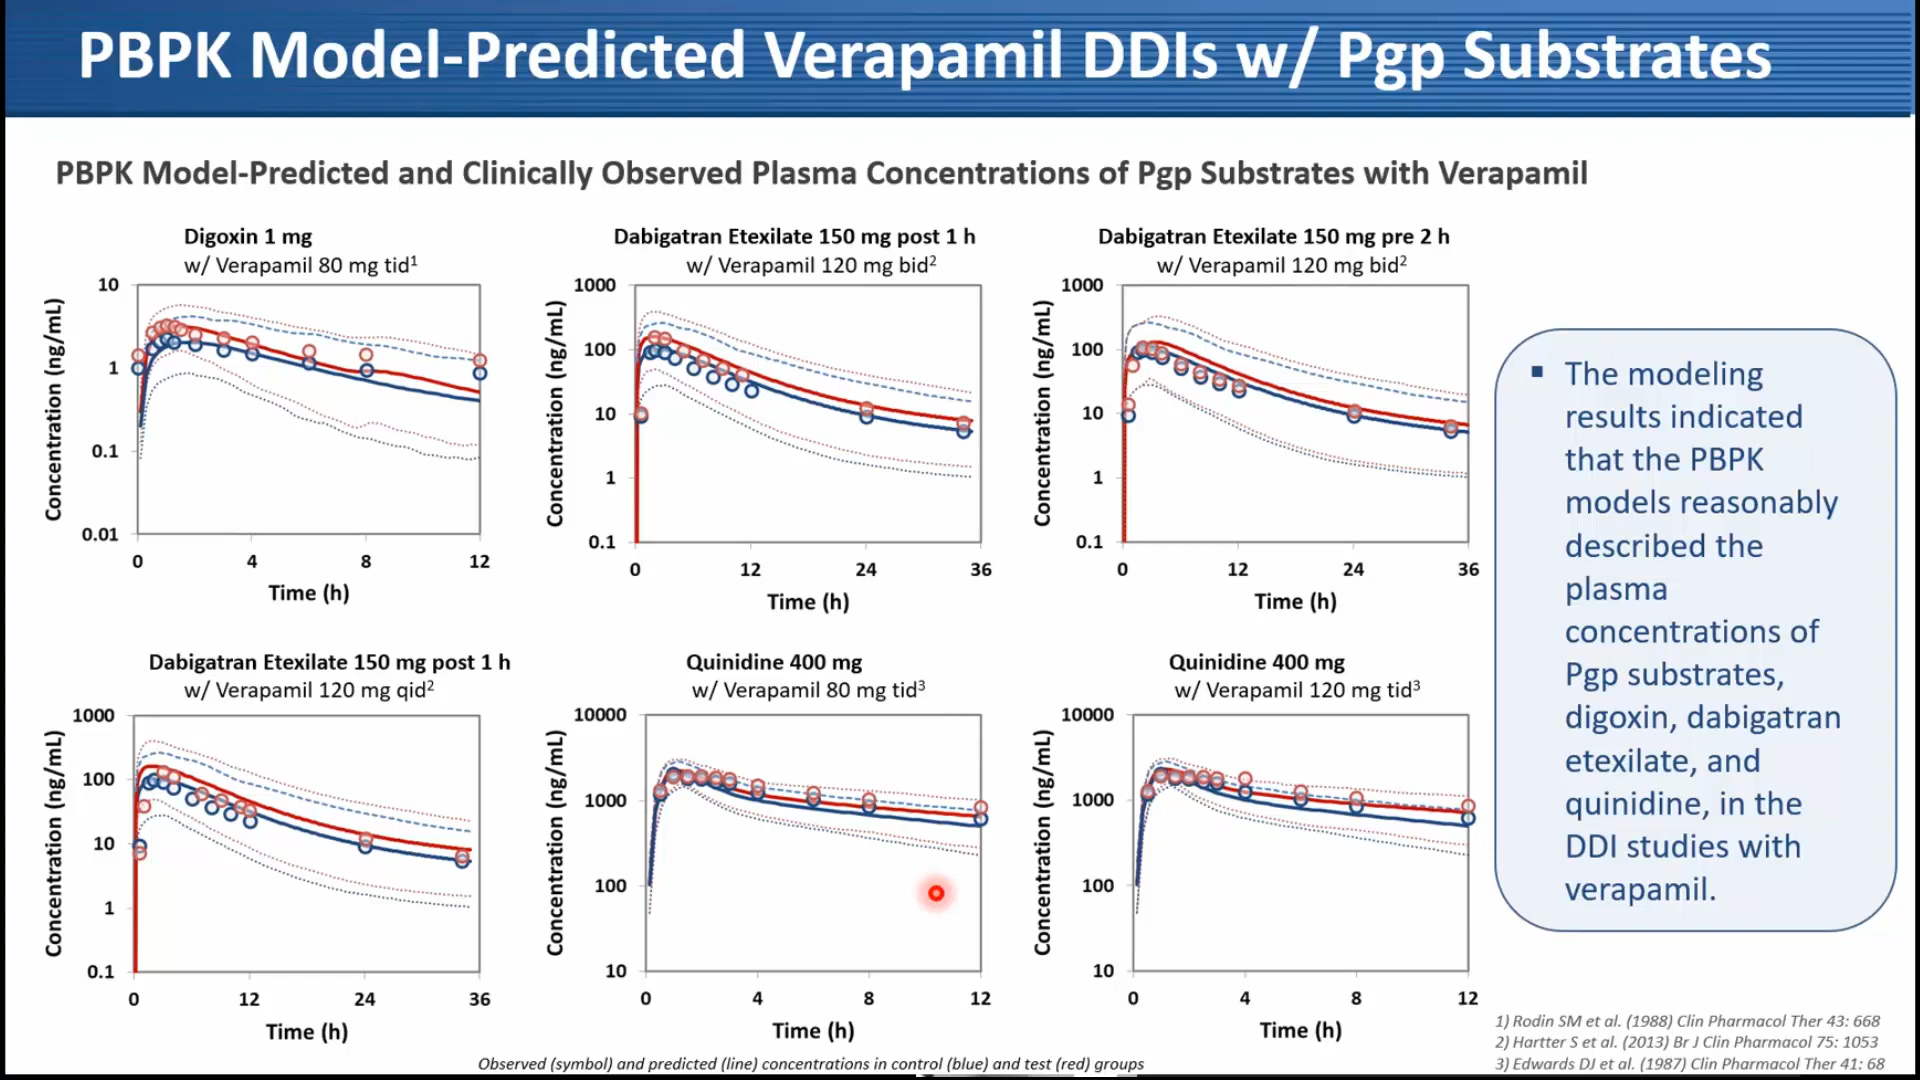 PBPK Model-Predicted Verapamil DDIs w/ Pgp Substrates
PBPK Model-Predicted and Clinically Observed Plasma Concentrations of Pgp Substrates with Verapamil
Digoxin 1 mg
w/ Verapamil 80 mg tid1
Concentration (ng/mL)
10
1
0.1
0.01
0 4 8 12
Time (h)
Dabigatran Etexilate 150 mg post 1 h
w/ Verapamil 120 mg bid2
Concentration (ng/mL)
1000
100
10
1
0.1
0 12 24 36
Time (h)
Dabigatran Etexilate 150 mg pre 2 h
w/ Verapamil 120 mg bid2
Concentration (ng/mL)
1000
100
10
1
0.1
0 12 24 36
Time (h)
Dabigatran Etexilate 150 mg post 1 h
w/ Verapamil 120 mg qid2
Concentration (ng/mL)
1000
100
10
1
0.1
0 12 24 36
Time (h)
Quinidine 400 mg
w/ Verapamil 80 mg tid3
Concentration (ng/mL)
10000
1000
100
10
0 4 8 12
Time (h)
Quinidine 400 mg
w/ Verapamil 120 mg tid3
Concentration (ng/mL)
10000
1000
100
10
0 4 8 12
Time (h)
▪ The modeling
results indicated
that the PBPK
models reasonably
described the
plasma
concentrations of
Pgp substrates,
digoxin, dabigatran
etexilate, and
quinidine, in the
DDI studies with
verapamil.
Observed (symbol) and predicted (line) concentrations in control (blue) and test (red) groups
1) Rodin SM et al. (1988) Clin Pharmacol Ther 43: 668
2) Hartter S et al. (2013) Br J Clin Pharmacol 75: 1053
3) Edwards DJ et al. (1987) Clin Pharmacol Ther 41: 68